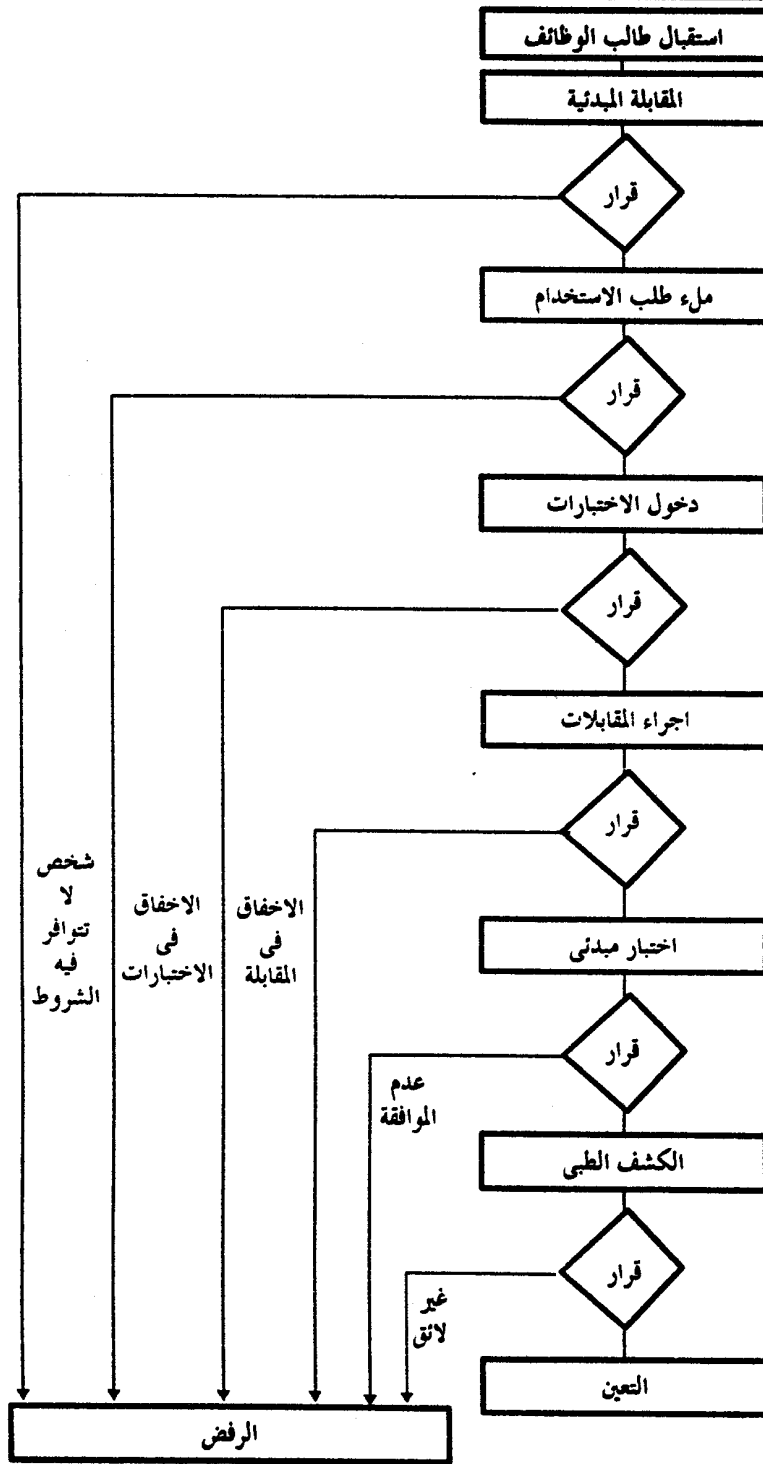 استقبال طالب الوظائف
المقابلة المبدئية
قرار
ملء طلب الاستخدام
قرار
دخول الاختبارات
قرار
اجراء المقابلات
قرار
شخص
لا
تتوافر
فيه
الشروط
الاخفاق
فى
الاختبارات
الاخفاق
فى
المقابلة
اختبار مبدئى
قرار
عدم
الموافقة
الكشف الطبى
قرار
غير
لائق
التعين
الرفض